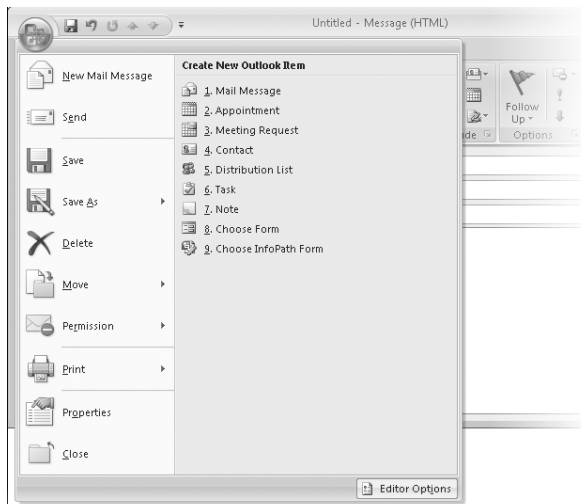 Untitled - Message (HTML)
New Mail Message
Send
Save
Save As
Delete
Move
Permission
Print
Properties
Close
Create New Outlook Item
1. Mail Message
2. Appointment
3. Meeting Request
4. Contact
5. Distribution List
6. Task
7. Note
8. Choose Form
9. Choose InfoPath Form
Follow
Up
Options
Editor Options